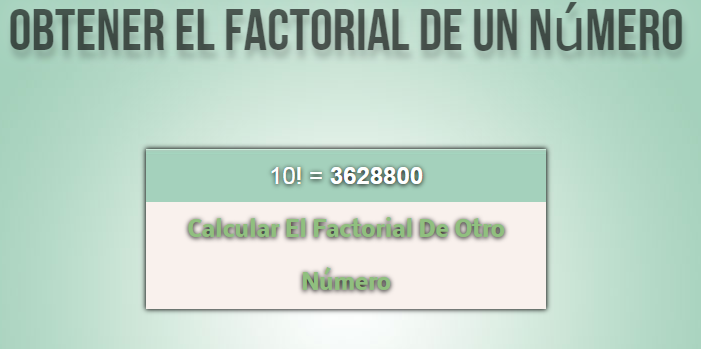 OBTENER EL FACTORIAL DE UN NúMERO
10! = 3628800
Calcular El Factorial De Otro
Número